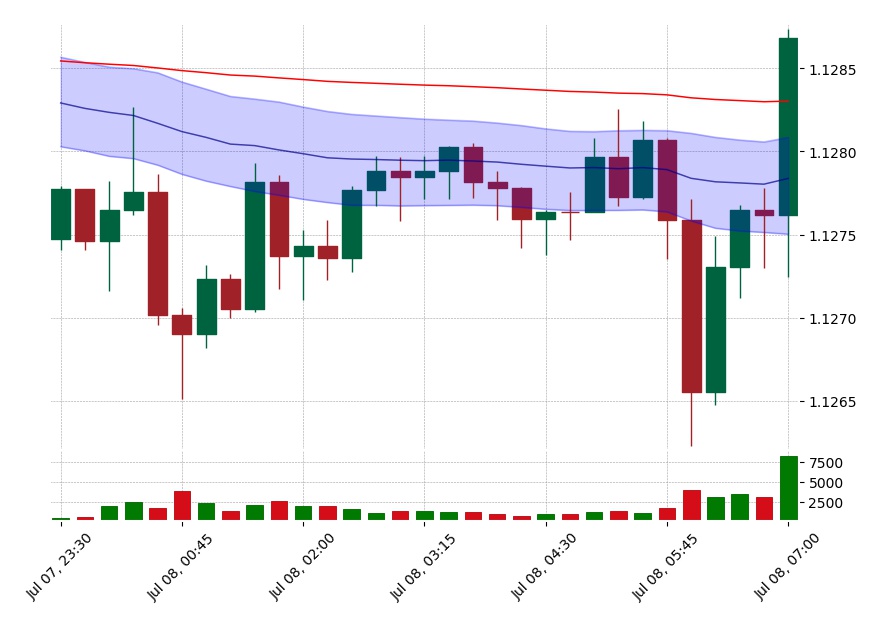 1.1285
1.1280
1.1275
1.1270
1.1265
7500
5000
2500
Jul 07, 23:30
Jul 08, 00:45
Jul 08, 02:00
Jul 08, 03:15
Jul 08, 04:30
Jul 08, 05:45
Jul 08, 07:00